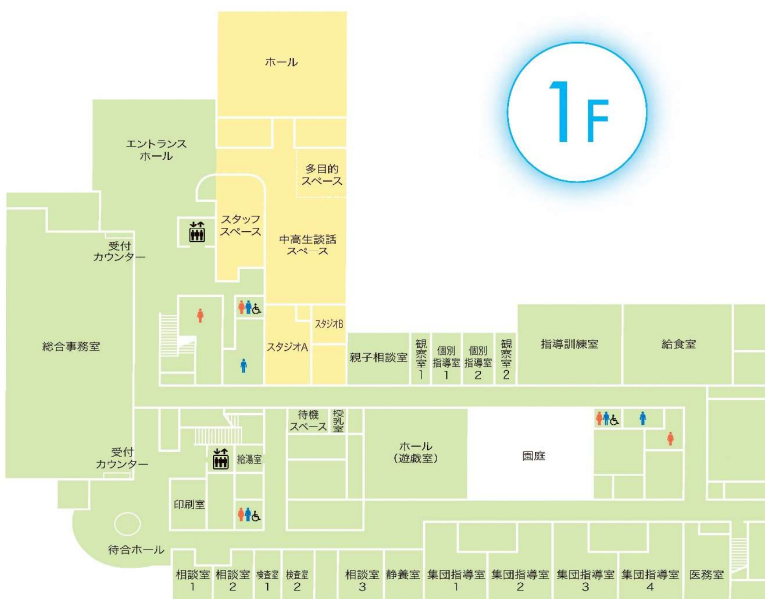 1F
ホール
エントランス
ホール
多目的
スペース
スタッフ
スペース
中高生談話
スペース
受付
カウンター
スタジオB
スタジオA
総合事務室
親子相談室
観察室1
個別
指導室
1
個別
指導室
2
観察室2
指導訓練室
給食室
待機
スペース
授乳室
ホール
（遊戯室）
園庭
受付
カウンター
給湯室
印刷室
待合ホール
相談室
1
相談室
2
検査室
1
検査室
2
相談室
3
静養室
集団指導室
1
集団指導室
2
集団指導室
3
集団指導室
4
医務室